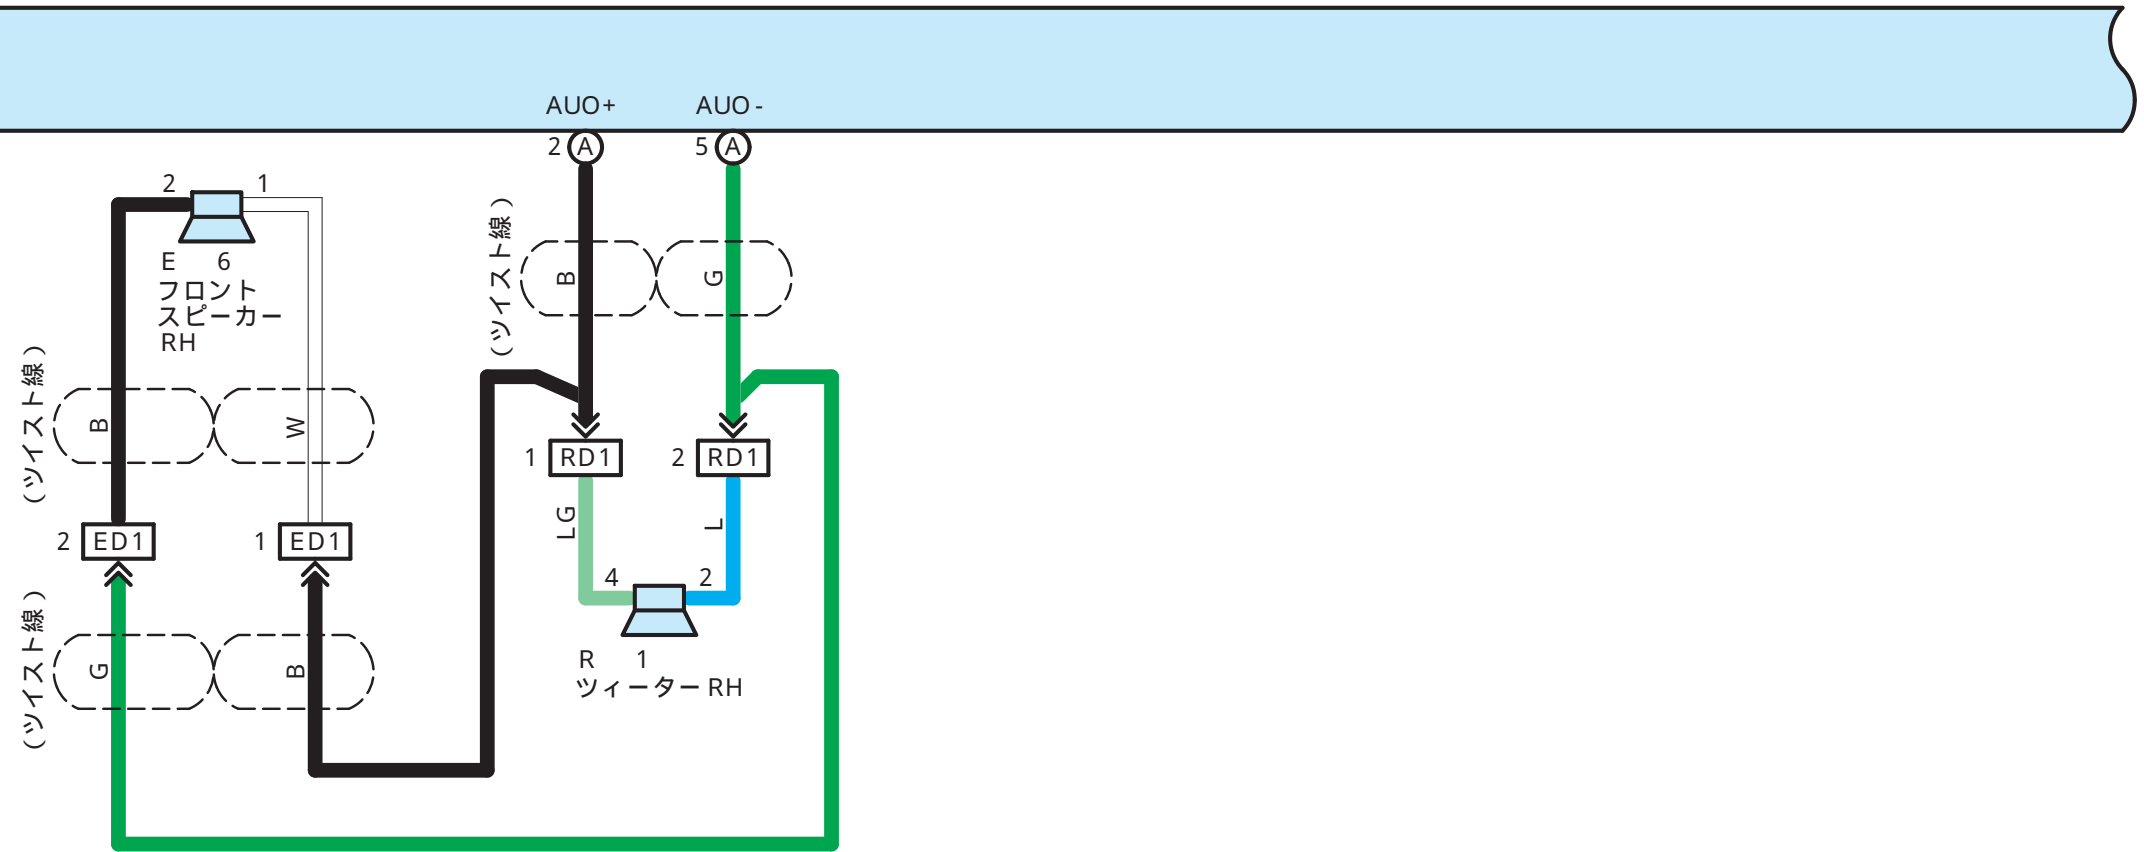 AUO+ AUO-
2 A 5 A
2 1
E 6
フロント
スピーカー
RH
(ツイスト線)
B G
(ツイスト線)
B W
1 RD1 2 RD1
LG L
2 ED1 1 ED1
4 2
R 1
ツィーター RH
(ツイスト線)
G B